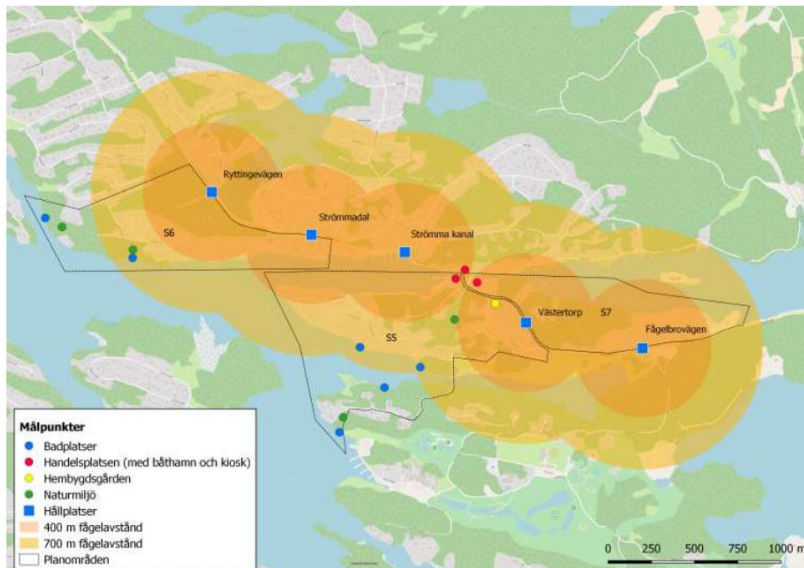 Ryttingevägen
Strömmadal
Strömma kanal
S6
Västertorp
S7
Fågelbrovägen
S5
Målpunkter
Badplatser
Handelsplatsen (med båthamn och kiosk)
Hembygdsgården
Naturmiljö
Hållplatser
400 m fågelavstånd
700 m fågelavstånd
Planområden
0 250 500 750 1000 m